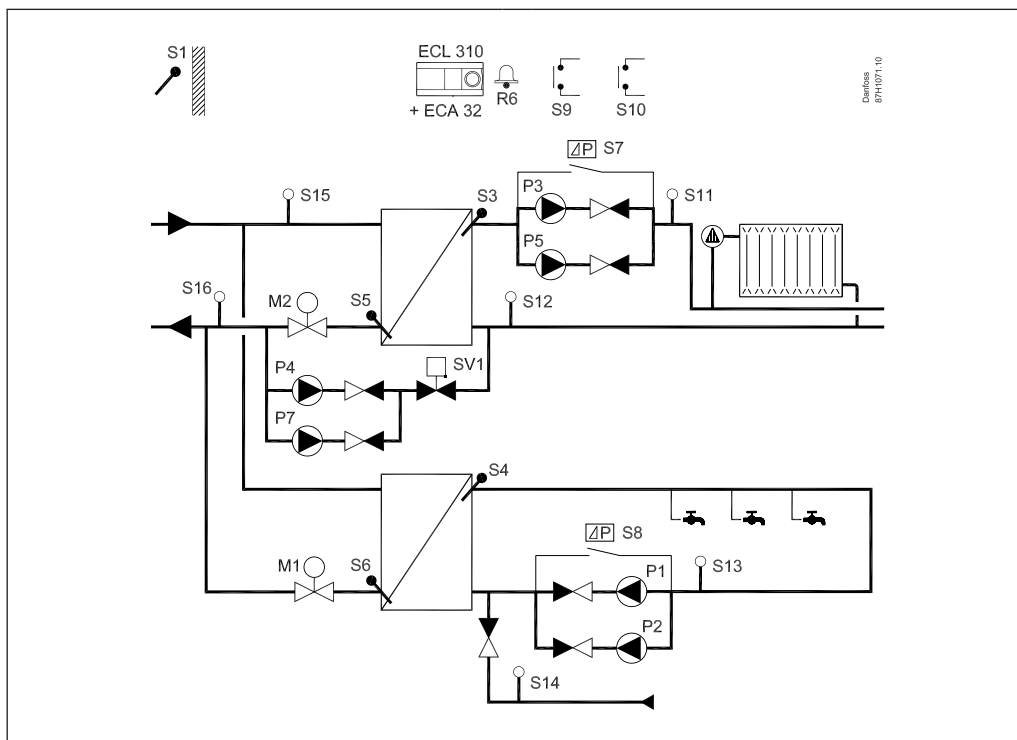 S1
ECL 310
+ ECA 32
R6
S9
S10
Danfoss
87H1071.10
ΔP S7
S15
S3
P3
S11
P5
S16
M2
S5
S12
P4
SV1
P7
S4
ΔP S8
M1
S6
P1
S13
P2
S14